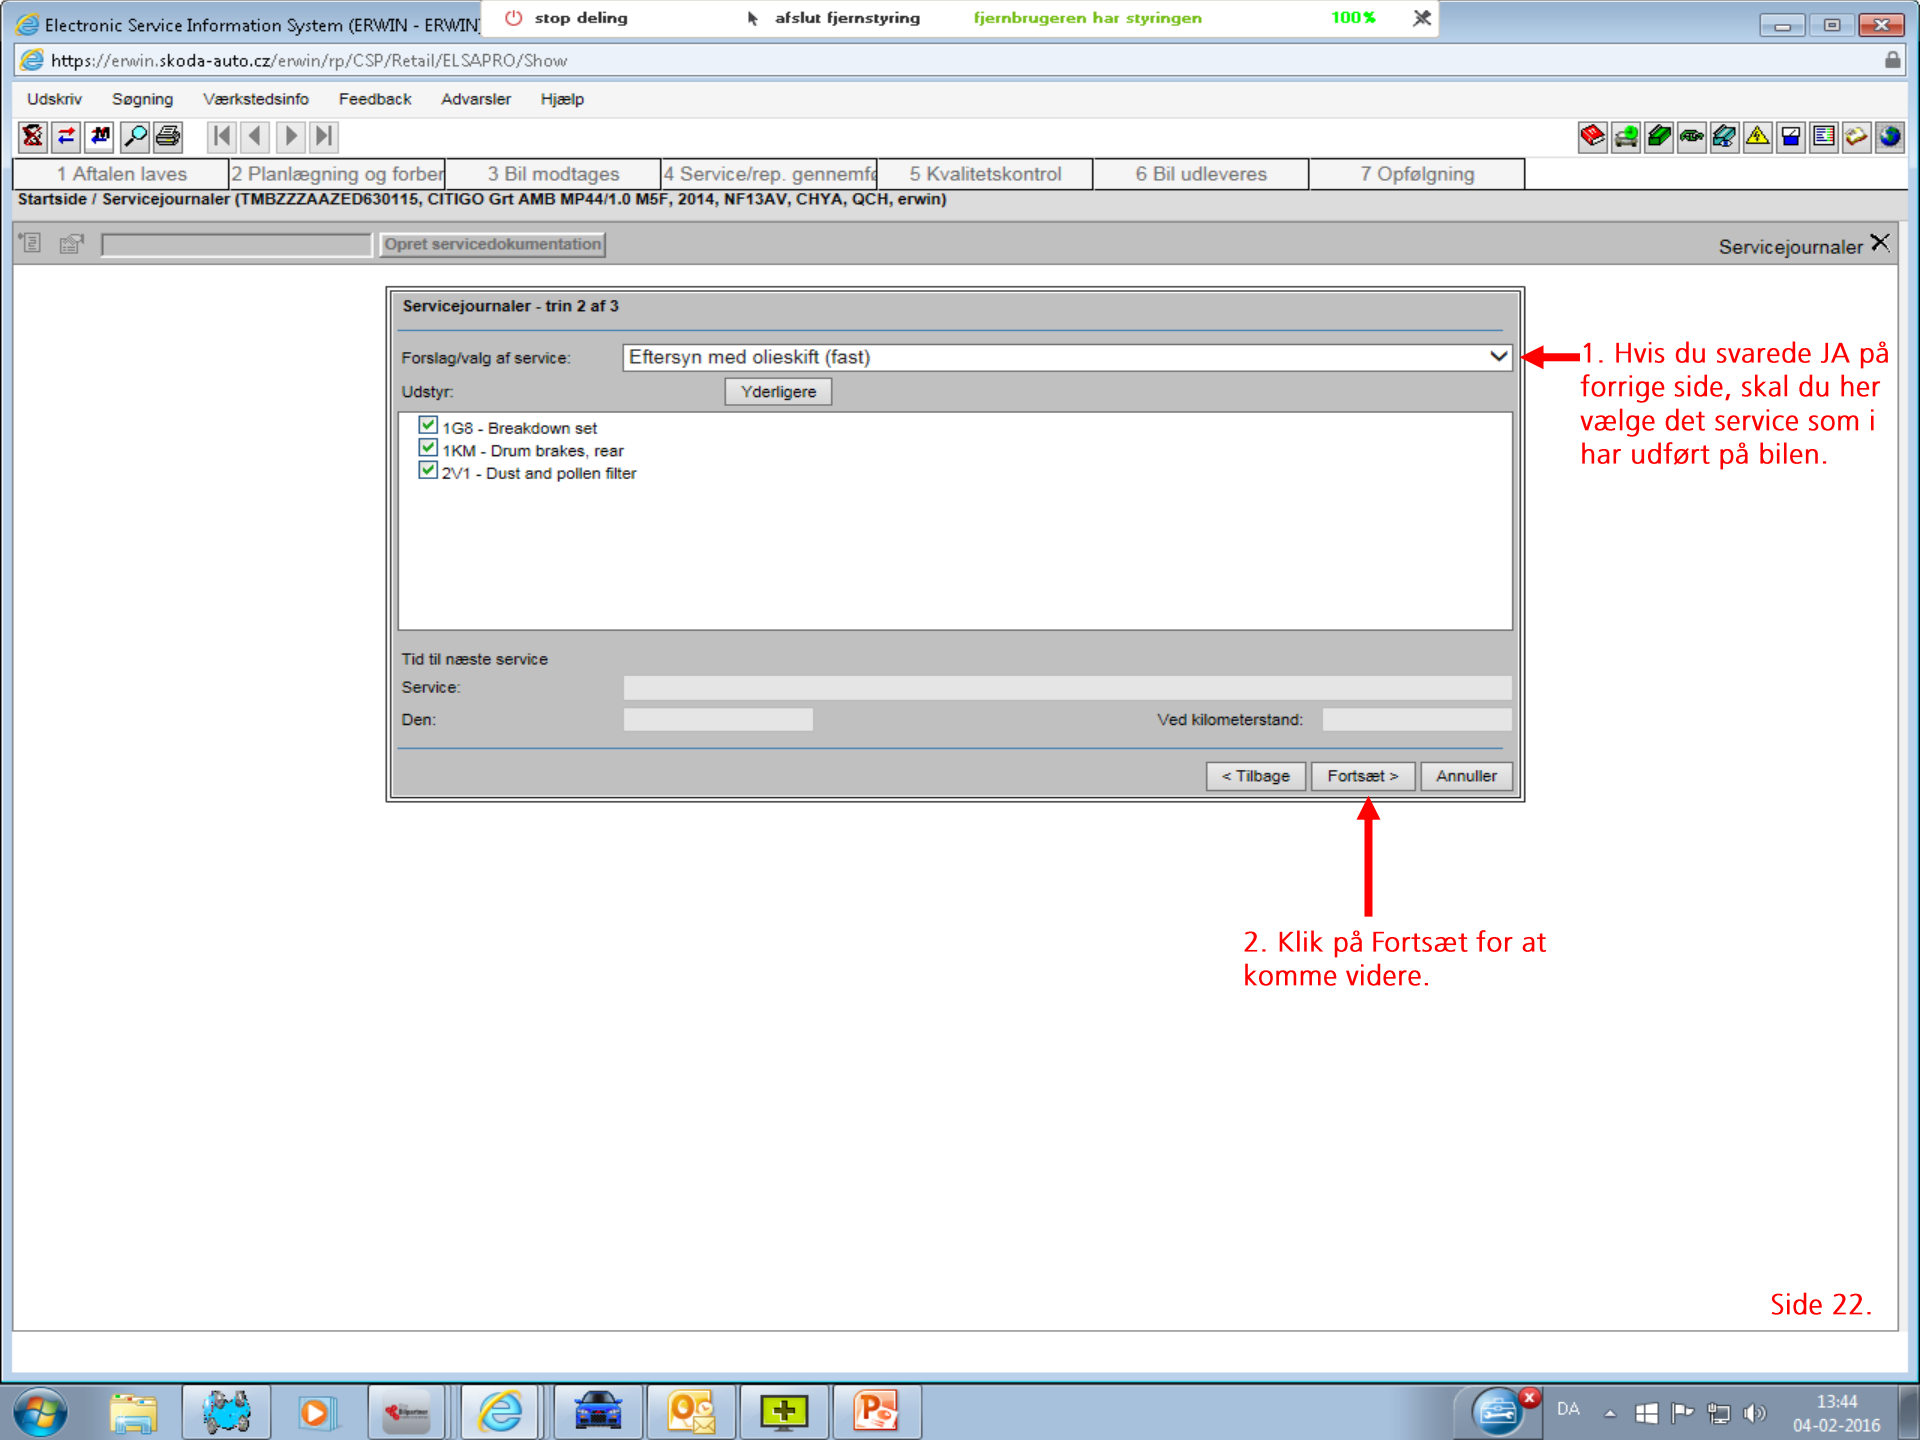 Electronic Service Information System (ERWIN - ERWIN)
stop deling
afslut fjernstyring
fjernbrugeren har styringen
100%
https://erwin.skoda-auto.cz/erwin/rp/CSP/Retail/ELSAPRO/Show
Udskriv Søgning Værkstedsinfo Feedback Advarsler Hjælp
1 Aftalen laves
2 Planlægning og forber
3 Bil modtages
4 Service/rep. gennemfø
5 Kvalitetskontrol
6 Bil udleveres
7 Opfølgning
Startside / Servicejournaler (TMBZZZAAZED630115, CITIGO Grt AMB MP44/1.0 M5F, 2014, NF13AV, CHYA, QCH, erwin)
Opret servicedokumentation
Servicejournaler
Servicejournaler - trin 2 af 3
Forslag/valg af service: Eftersyn med olieskift (fast)
Udstyr: Yderligere
1G8 - Breakdown set
1KM - Drum brakes, rear
2V1 - Dust and pollen filter
Tid til næste service
Service:
Den: Ved kilometerstand:
< Tilbage Fortsæt > Annuller
1. Hvis du svarede JA på
forrige side, skal du her
vælge det service som i
har udført på bilen.
2. Klik på Fortsæt for at
komme videre.
Side 22.
DA
13:44
04-02-2016